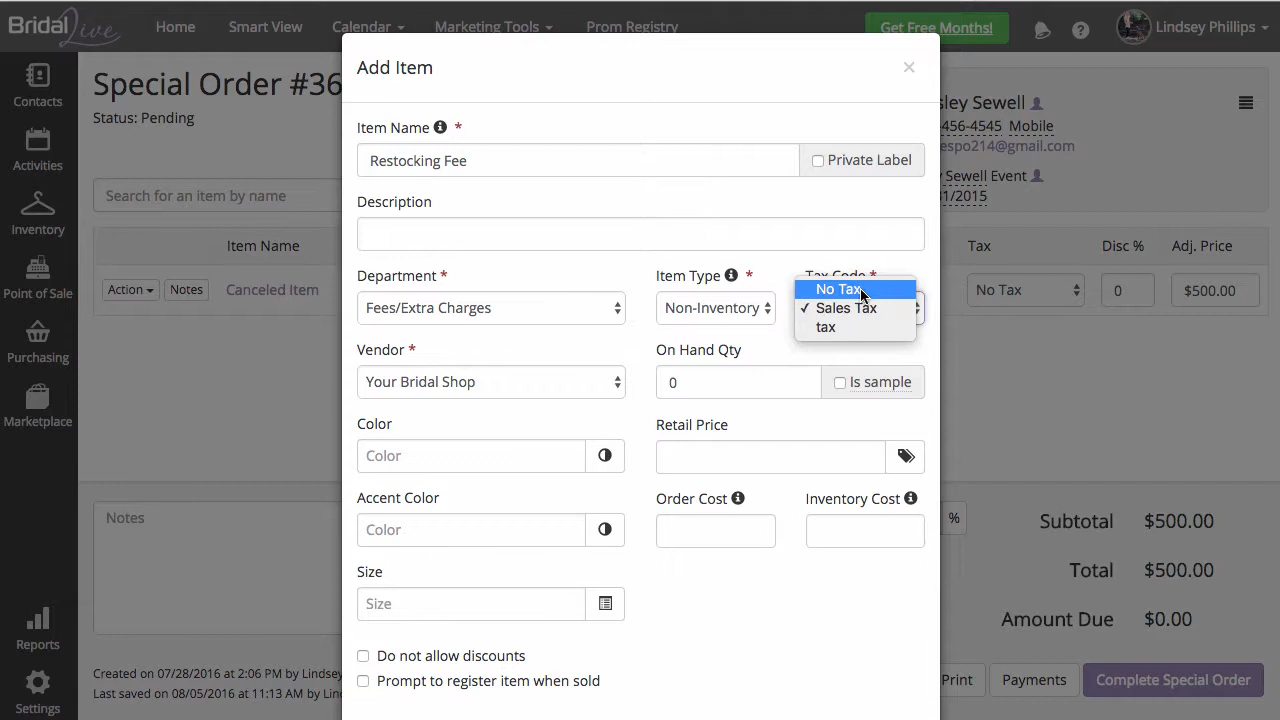 Bridal Live
Home
Smart View
Calendar
Marketing Tools
Prom Registry
Get Free Months!
Lindsey Phillips
Contacts
Activities
Inventory
Point of Sale
Purchasing
Marketplace
Reports
Settings
Special Order #36
Status: Pending
Search for an item by name
Item Name
Action
Notes
Canceled Item
Notes
Created on 07/28/2016 at 2:06 PM by Lindsey
Last saved on 08/05/2016 at 11:13 AM by Lin
Add Item
×
Item Name *
Restocking Fee
Private Label
Description
Department *
Fees/Extra Charges
Item Type *
Non-Inventory
Tax Code *
No Tax
✓ Sales Tax
tax
Vendor *
Your Bridal Shop
On Hand Qty
0
Is sample
Color
Color
Retail Price
Accent Color
Color
Order Cost
Inventory Cost
Size
Size
Do not allow discounts
Prompt to register item when sold
sley Sewell
-456-4545 Mobile
espo214@gmail.com
Sewell Event
1/2015
Tax
Disc %
Adj. Price
No Tax
0
$500.00
%
Subtotal $500.00
Total $500.00
Amount Due $0.00
Print
Payments
Complete Special Order